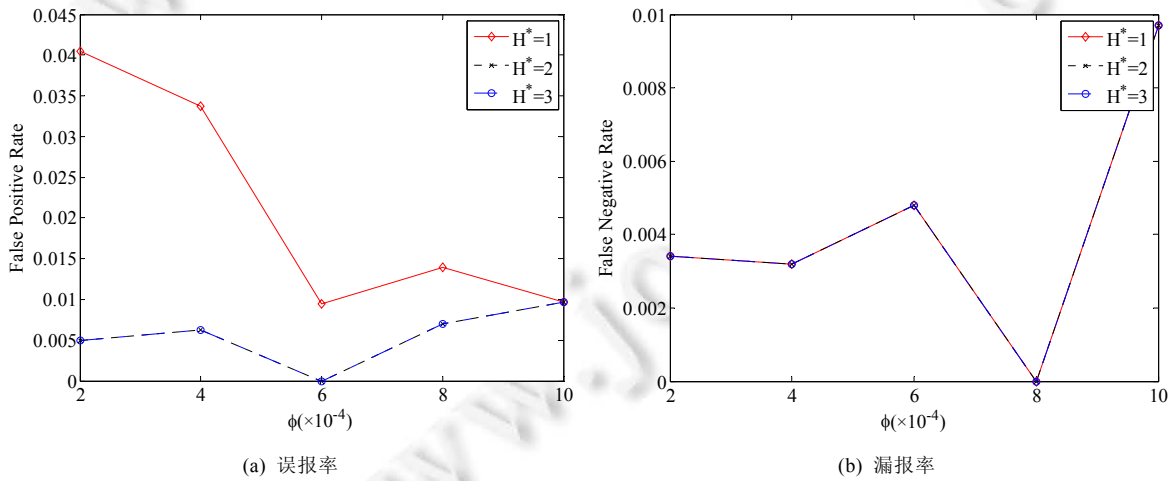 0.045
0.04
0.035
0.03
0.025
0.02
0.015
0.01
0.005
0
False Positive Rate
H*=1
H*=2
H*=3
2 4 6 8 10
ϕ(×10⁻⁴)
(a) 误报率
0.01
0.008
0.006
0.004
0.002
0
False Negative Rate
H*=1
H*=2
H*=3
2 4 6 8 10
ϕ(×10⁻⁴)
(b) 漏报率